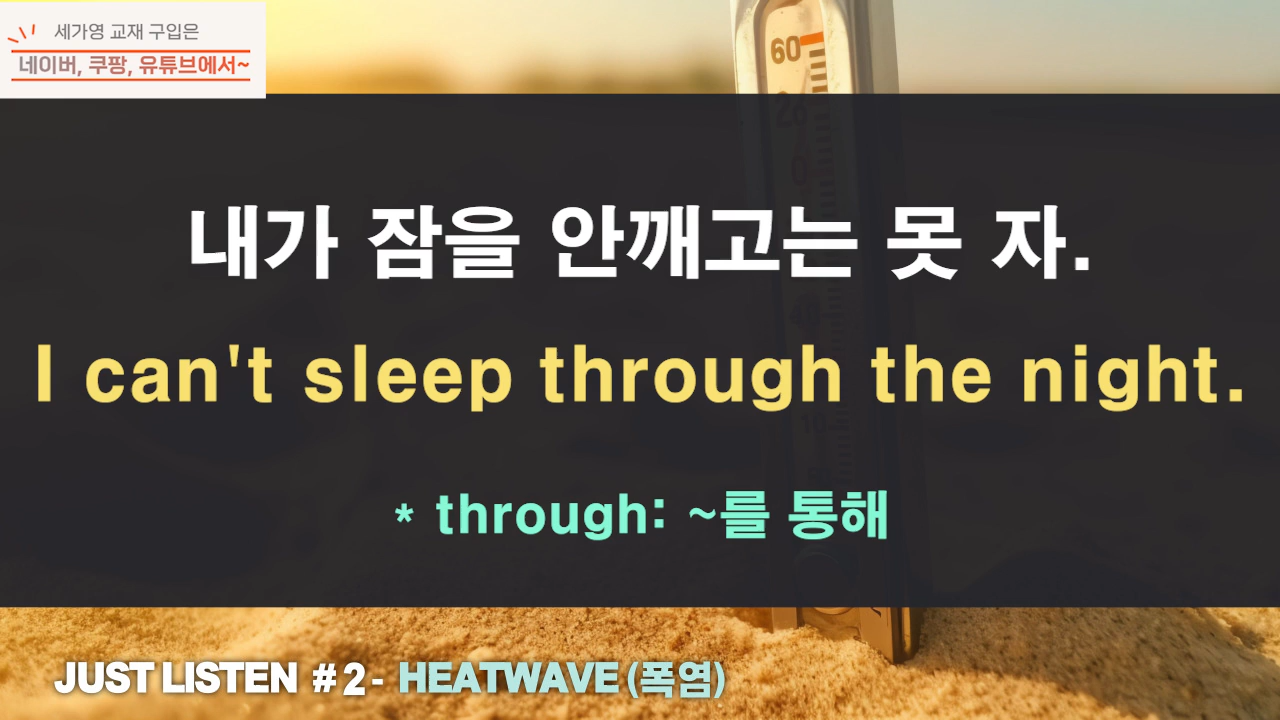 세가영 교재 구입은
네이버, 쿠팡, 유튜브에서~
60
내가 잠을 안깨고는 못 자.
I can't sleep through the night.
* through: ~를 통해
JUST LISTEN #2 - HEATWAVE (폭염)